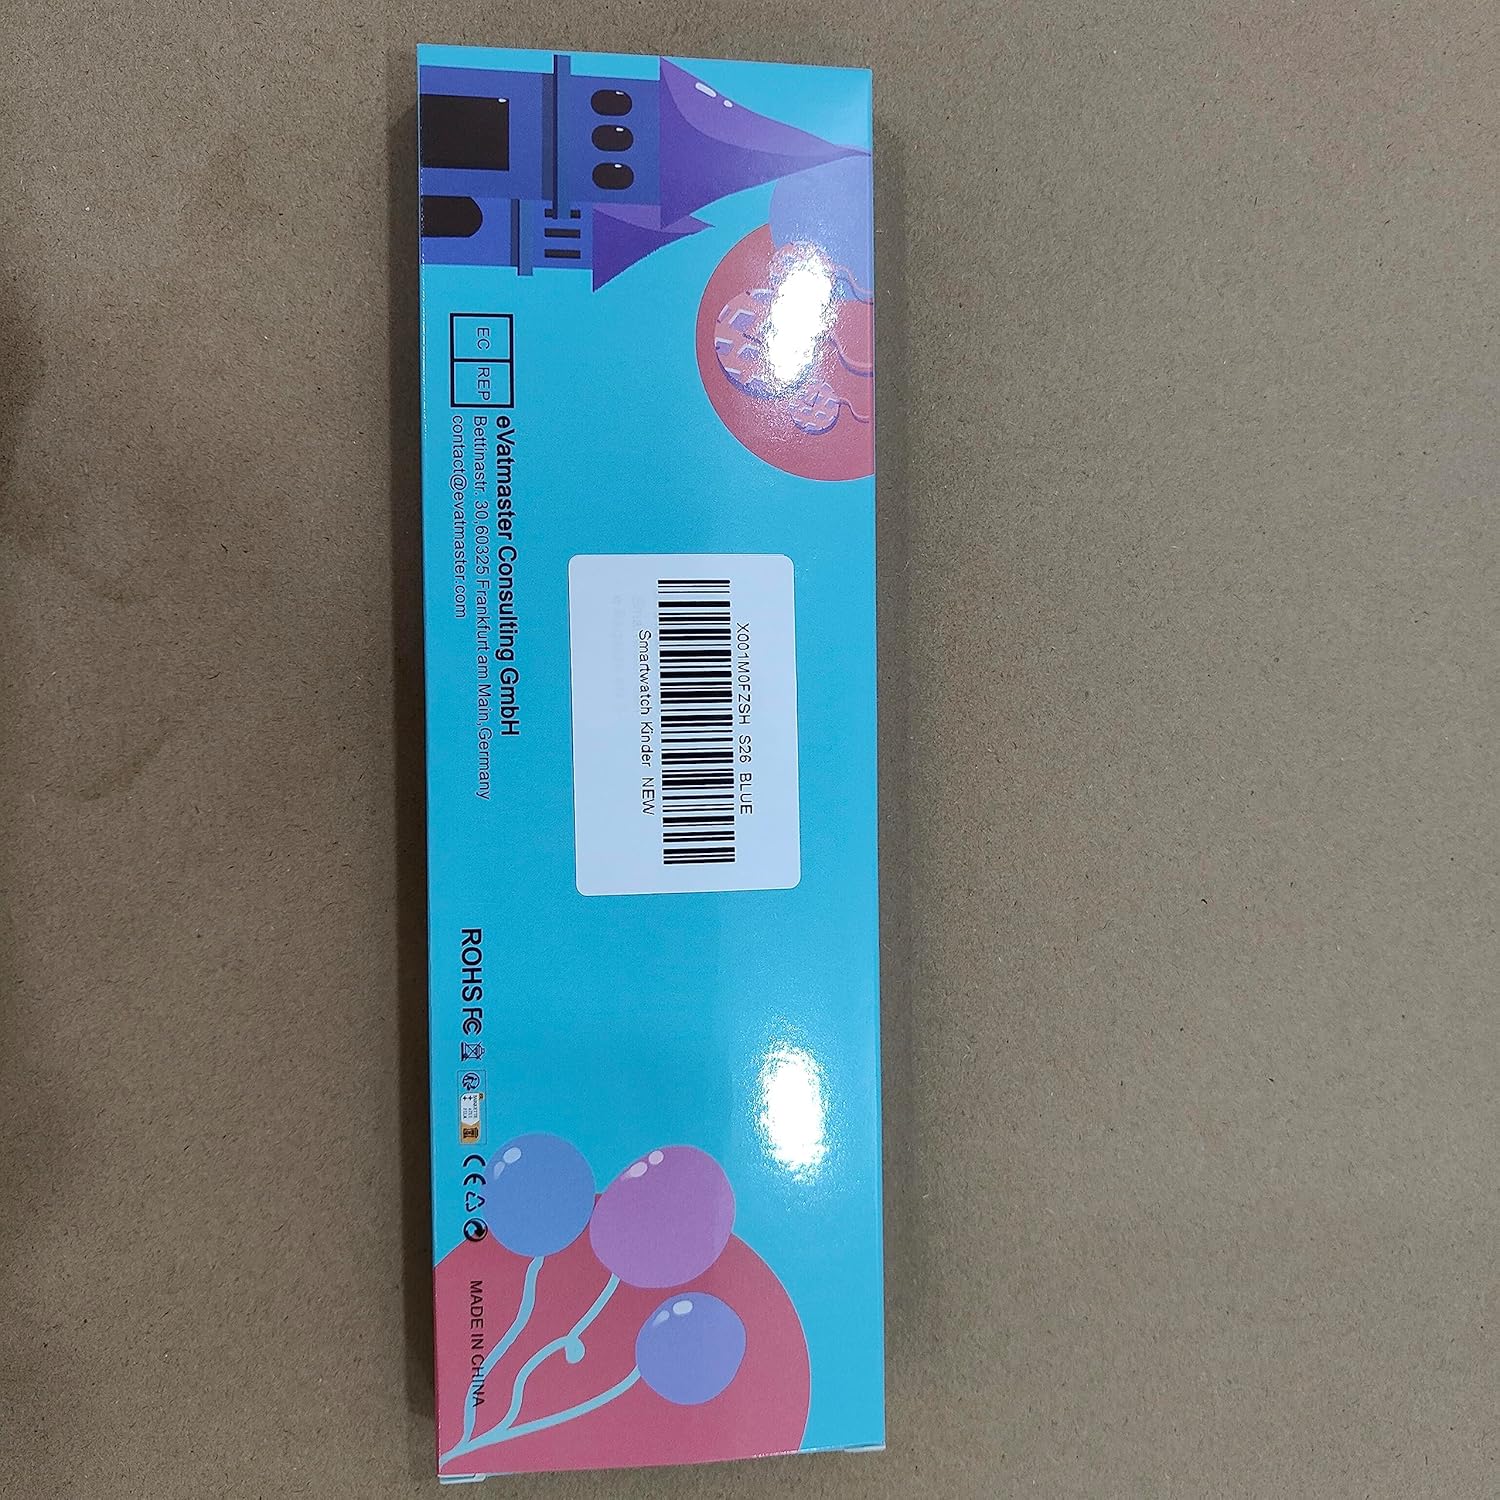 EC REP
eVatmaster Consulting GmbH
Bettinastr. 30,60325 Frankfurt am Main,Germany
contact@evatmaster.com
X001M0FZSH S26 BLUE
Smartwatch Kinder NEW
ROHS FC CE
MADE IN CHINA